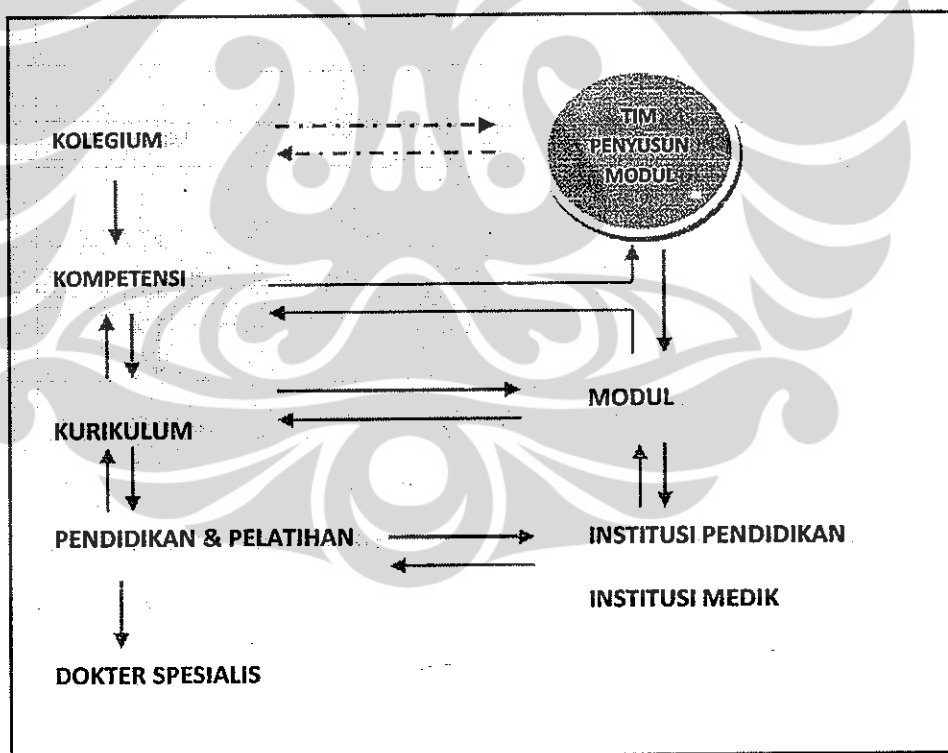 TIM
PENYUSUN
MODUL
KOLEGIUM
KOMPETENSI
MODUL
KURIKULUM
PENDIDIKAN & PELATIHAN
INSTITUSI PENDIDIKAN
INSTITUSI MEDIK
DOKTER SPESIALIS